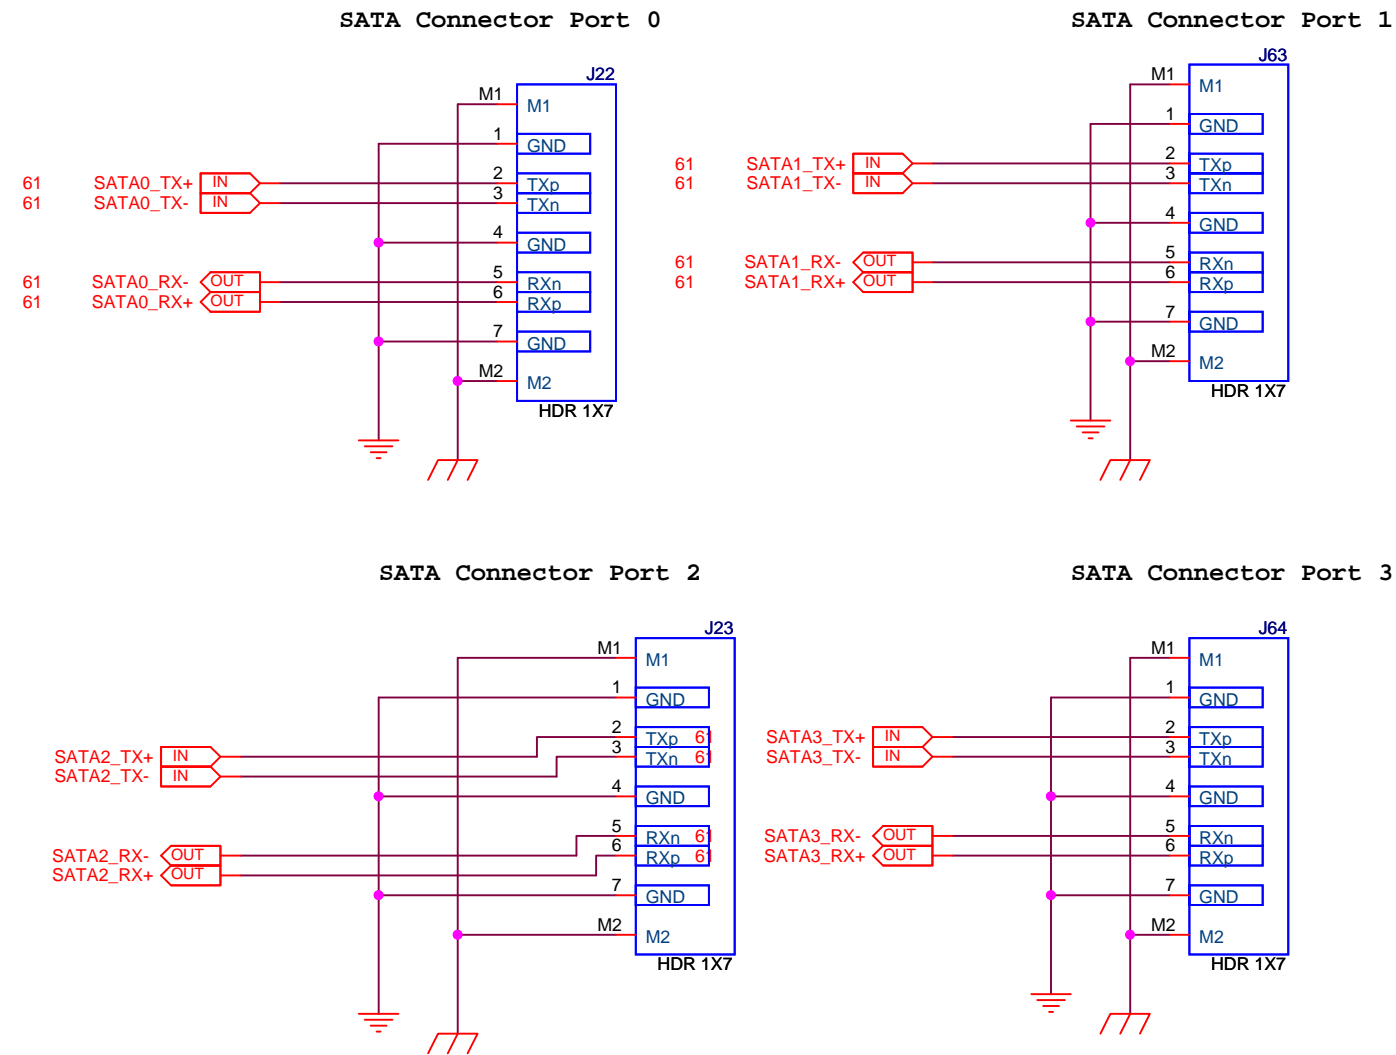 SATA Connector Port 0
J22
M1 M1
1 GND
61 SATA0_TX+ IN 2 TXp
61 SATA0_TX- IN 3 TXn
4 GND
61 SATA0_RX- OUT 5 RXn
61 SATA0_RX+ OUT 6 RXp
7 GND
M2 M2
HDR 1X7
SATA Connector Port 1
J63
M1 M1
1 GND
61 SATA1_TX+ IN 2 TXp
61 SATA1_TX- IN 3 TXn
4 GND
61 SATA1_RX- OUT 5 RXn
61 SATA1_RX+ OUT 6 RXp
7 GND
M2 M2
HDR 1X7
SATA Connector Port 2
J23
M1 M1
1 GND
SATA2_TX+ IN 2 TXp 61
SATA2_TX- IN 3 TXn 61
4 GND
SATA2_RX- OUT 5 RXn 61
SATA2_RX+ OUT 6 RXp 61
7 GND
M2 M2
HDR 1X7
SATA Connector Port 3
J64
M1 M1
1 GND
SATA3_TX+ IN 2 TXp
SATA3_TX- IN 3 TXn
4 GND
SATA3_RX- OUT 5 RXn
SATA3_RX+ OUT 6 RXp
7 GND
M2 M2
HDR 1X7